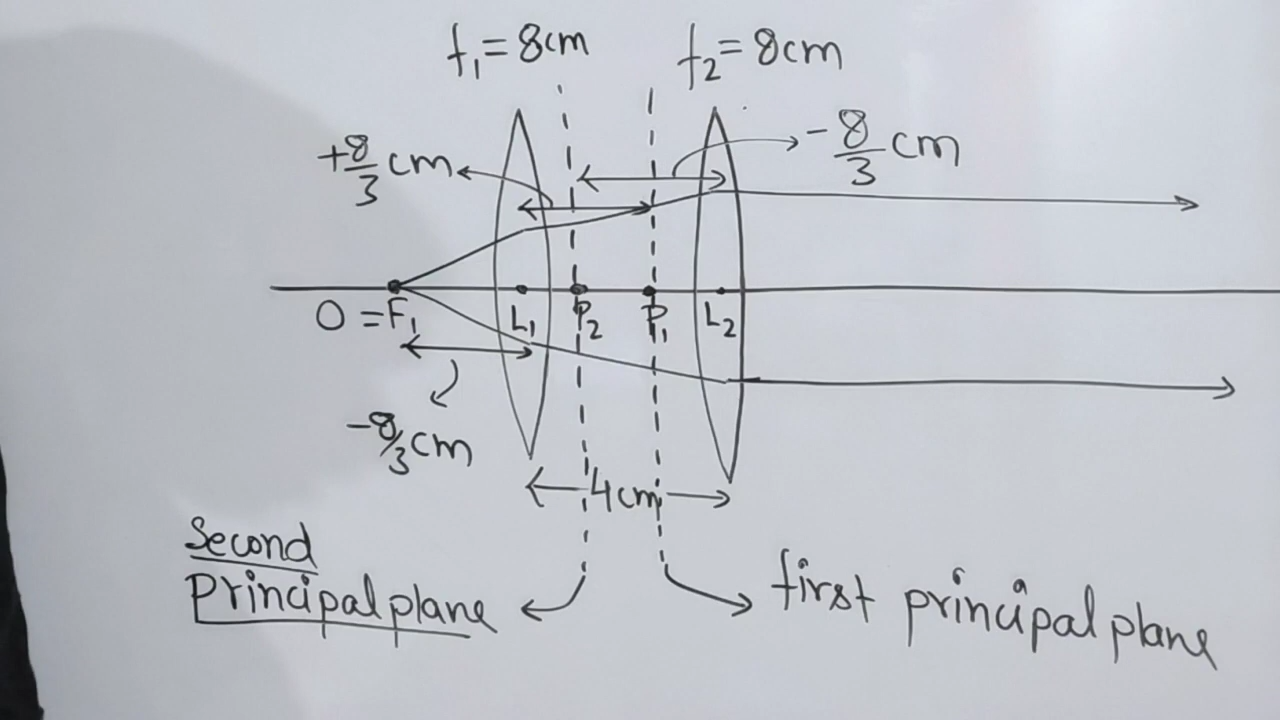 f₁ = 8cm
f₂ = 8cm
+8/3 cm
-8/3 cm
O = F₁
L₁
P₂
P₁
L₂
-8/3 cm
4cm
Second
Principal plane
first principal plane